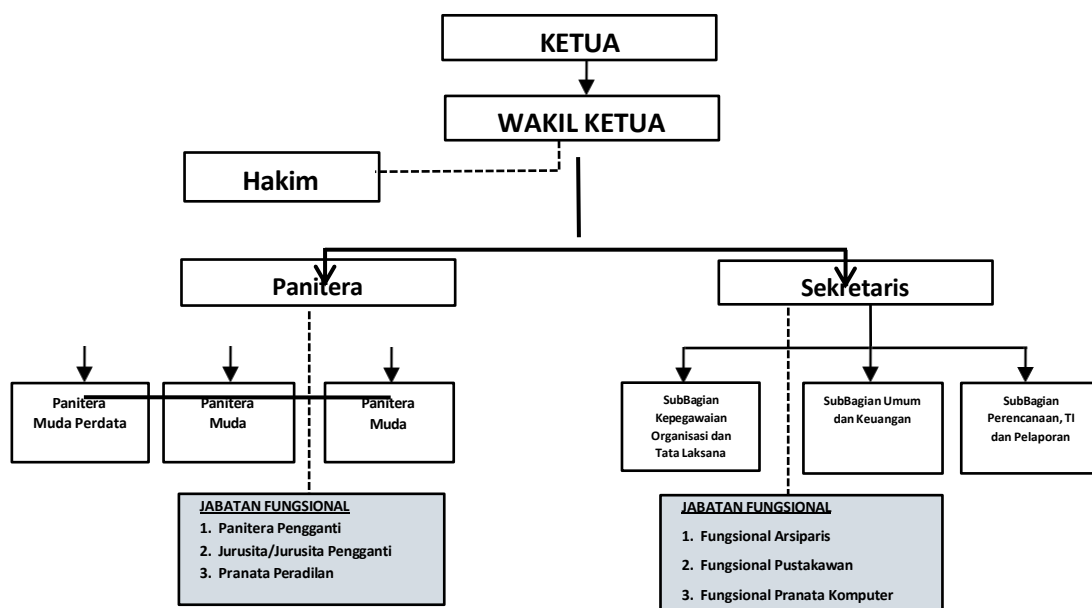 KETUA
WAKIL KETUA
Hakim
Panitera
Sekretaris
Panitera
Muda Perdata
Panitera
Muda
Panitera
Muda
SubBagian
Kepegawaian
Organisasi dan
Tata Laksana
SubBagian Umum
dan Keuangan
SubBagian
Perencanaan, TI
dan Pelaporan
JABATAN FUNGSIONAL
1. Panitera Pengganti
2. Jurusita/Jurusita Pengganti
3. Pranata Peradilan
JABATAN FUNGSIONAL
1. Fungsional Arsiparis
2. Fungsional Pustakawan
3. Fungsional Pranata Komputer